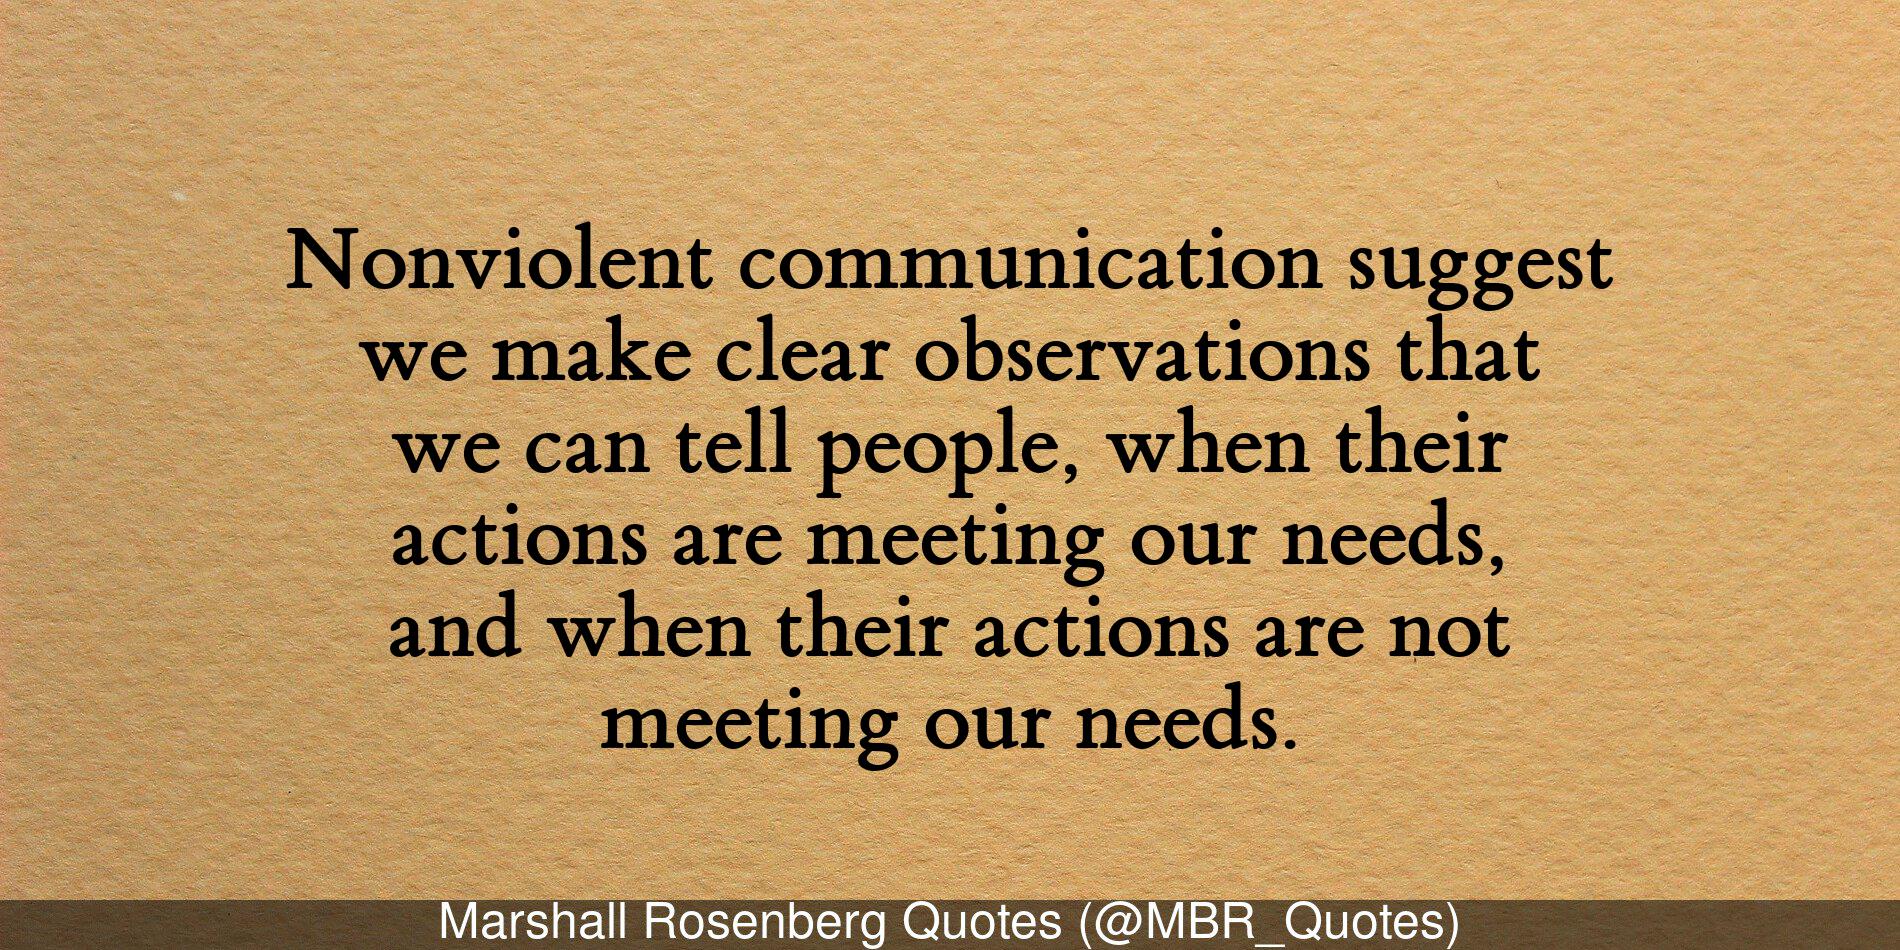 Nonviolent communication suggest
we make clear observations that
we can tell people, when their
actions are meeting our needs,
and when their actions are not
meeting our needs.
Marshall Rosenberg Quotes (@MBR_Quotes)